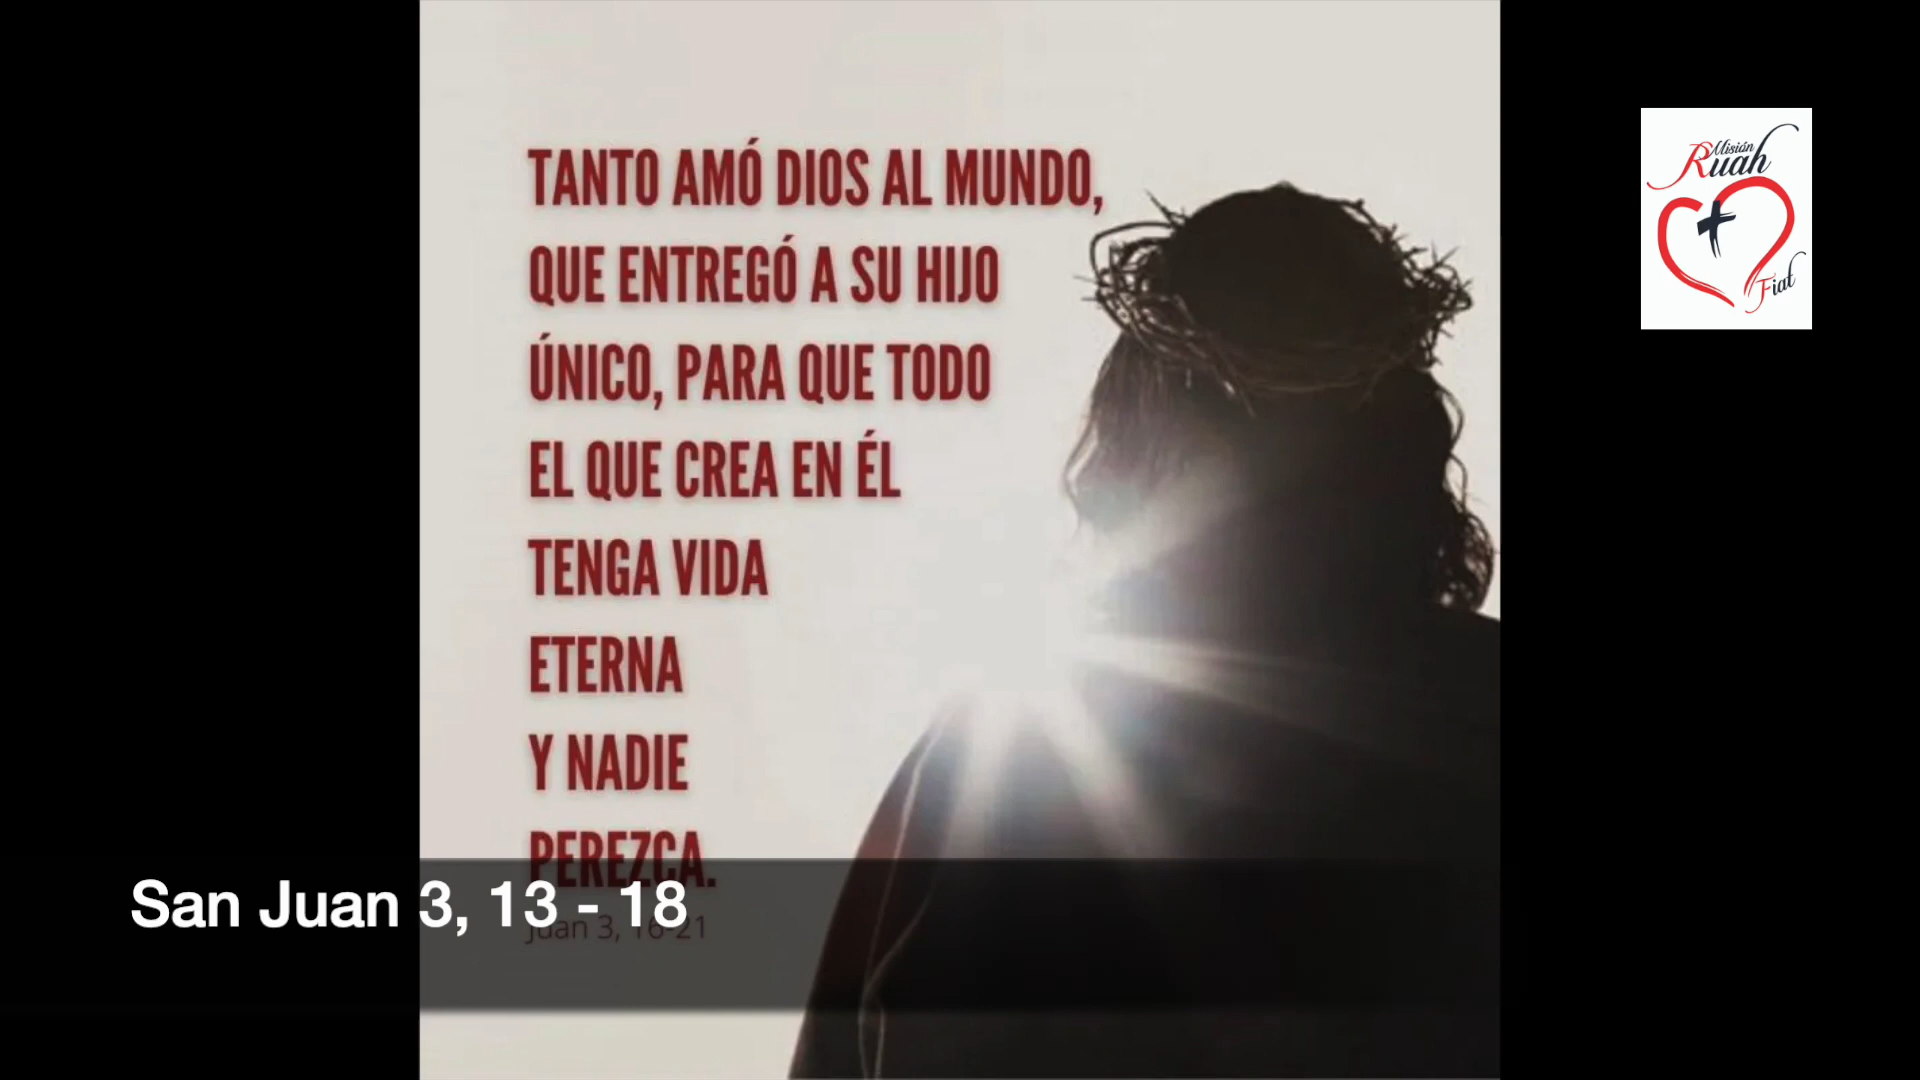 TANTO AMÓ DIOS AL MUNDO,
QUE ENTREGÓ A SU HIJO
ÚNICO, PARA QUE TODO
EL QUE CREA EN ÉL
TENGA VIDA
ETERNA
Y NADIE
PEREZCA.
Juan 3, 16-21
San Juan 3, 13 - 18
Misión
Ruah
Fiat